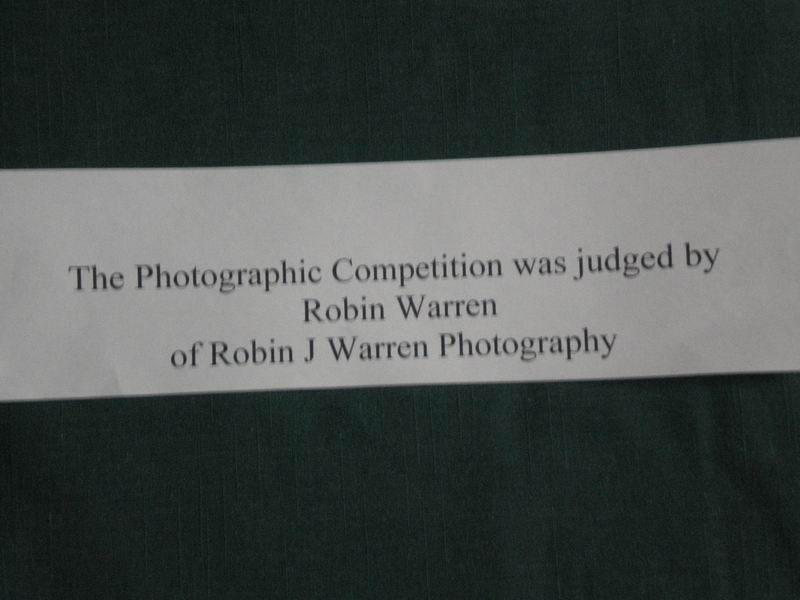 The Photographic Competition was judged by
Robin Warren
of Robin J Warren Photography